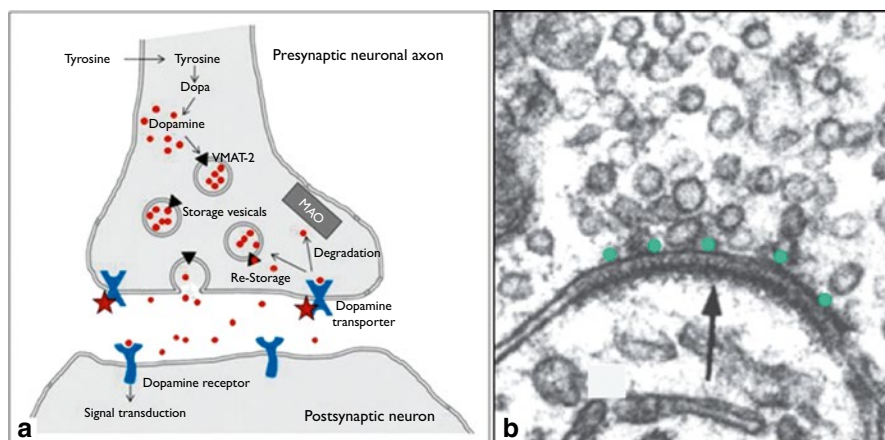 Tyrosine
Tyrosine
Presynaptic neuronal axon
Dopa
Dopamine
VMAT-2
Storage vesicals
MAO
Degradation
Re-Storage
Dopamine
transporter
Dopamine receptor
Signal transduction
Postsynaptic neuron
a
b